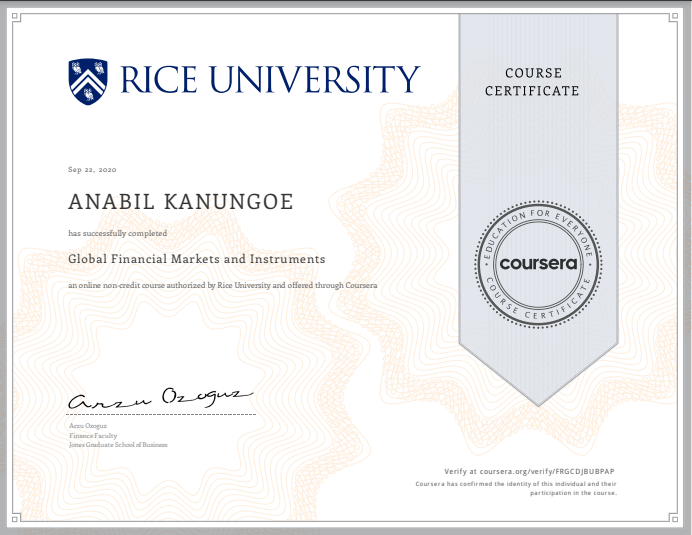 RICE UNIVERSITY
COURSE
CERTIFICATE
Sep 22, 2020
ANABIL KANUNGOE
has successfully completed
Global Financial Markets and Instruments
an online non-credit course authorized by Rice University and offered through Coursera
EDUCATION FOR EVERYONE
coursera
COURSE CERTIFICATE
Arzu Ozoguz
Arzu Ozoguz
Finance Faculty
Jones Graduate School of Business
Verify at coursera.org/verify/FRGCDJBUBPAP
Coursera has confirmed the identity of this individual and their
participation in the course.